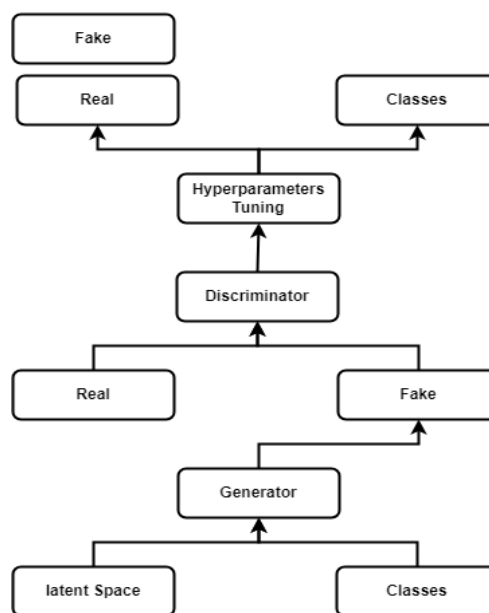 Fake
Real
Classes
Hyperparameters
Tuning
Discriminator
Real
Fake
Generator
latent Space
Classes